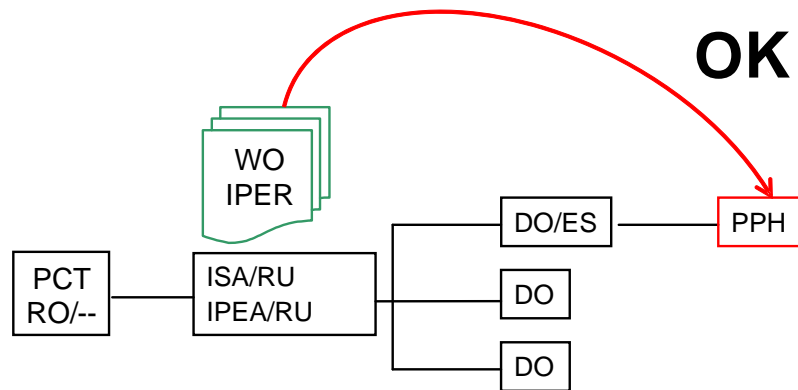 OK
WO
IPER
DO/ES
PPH
PCT
RO/--
ISA/RU
IPEA/RU
DO
DO